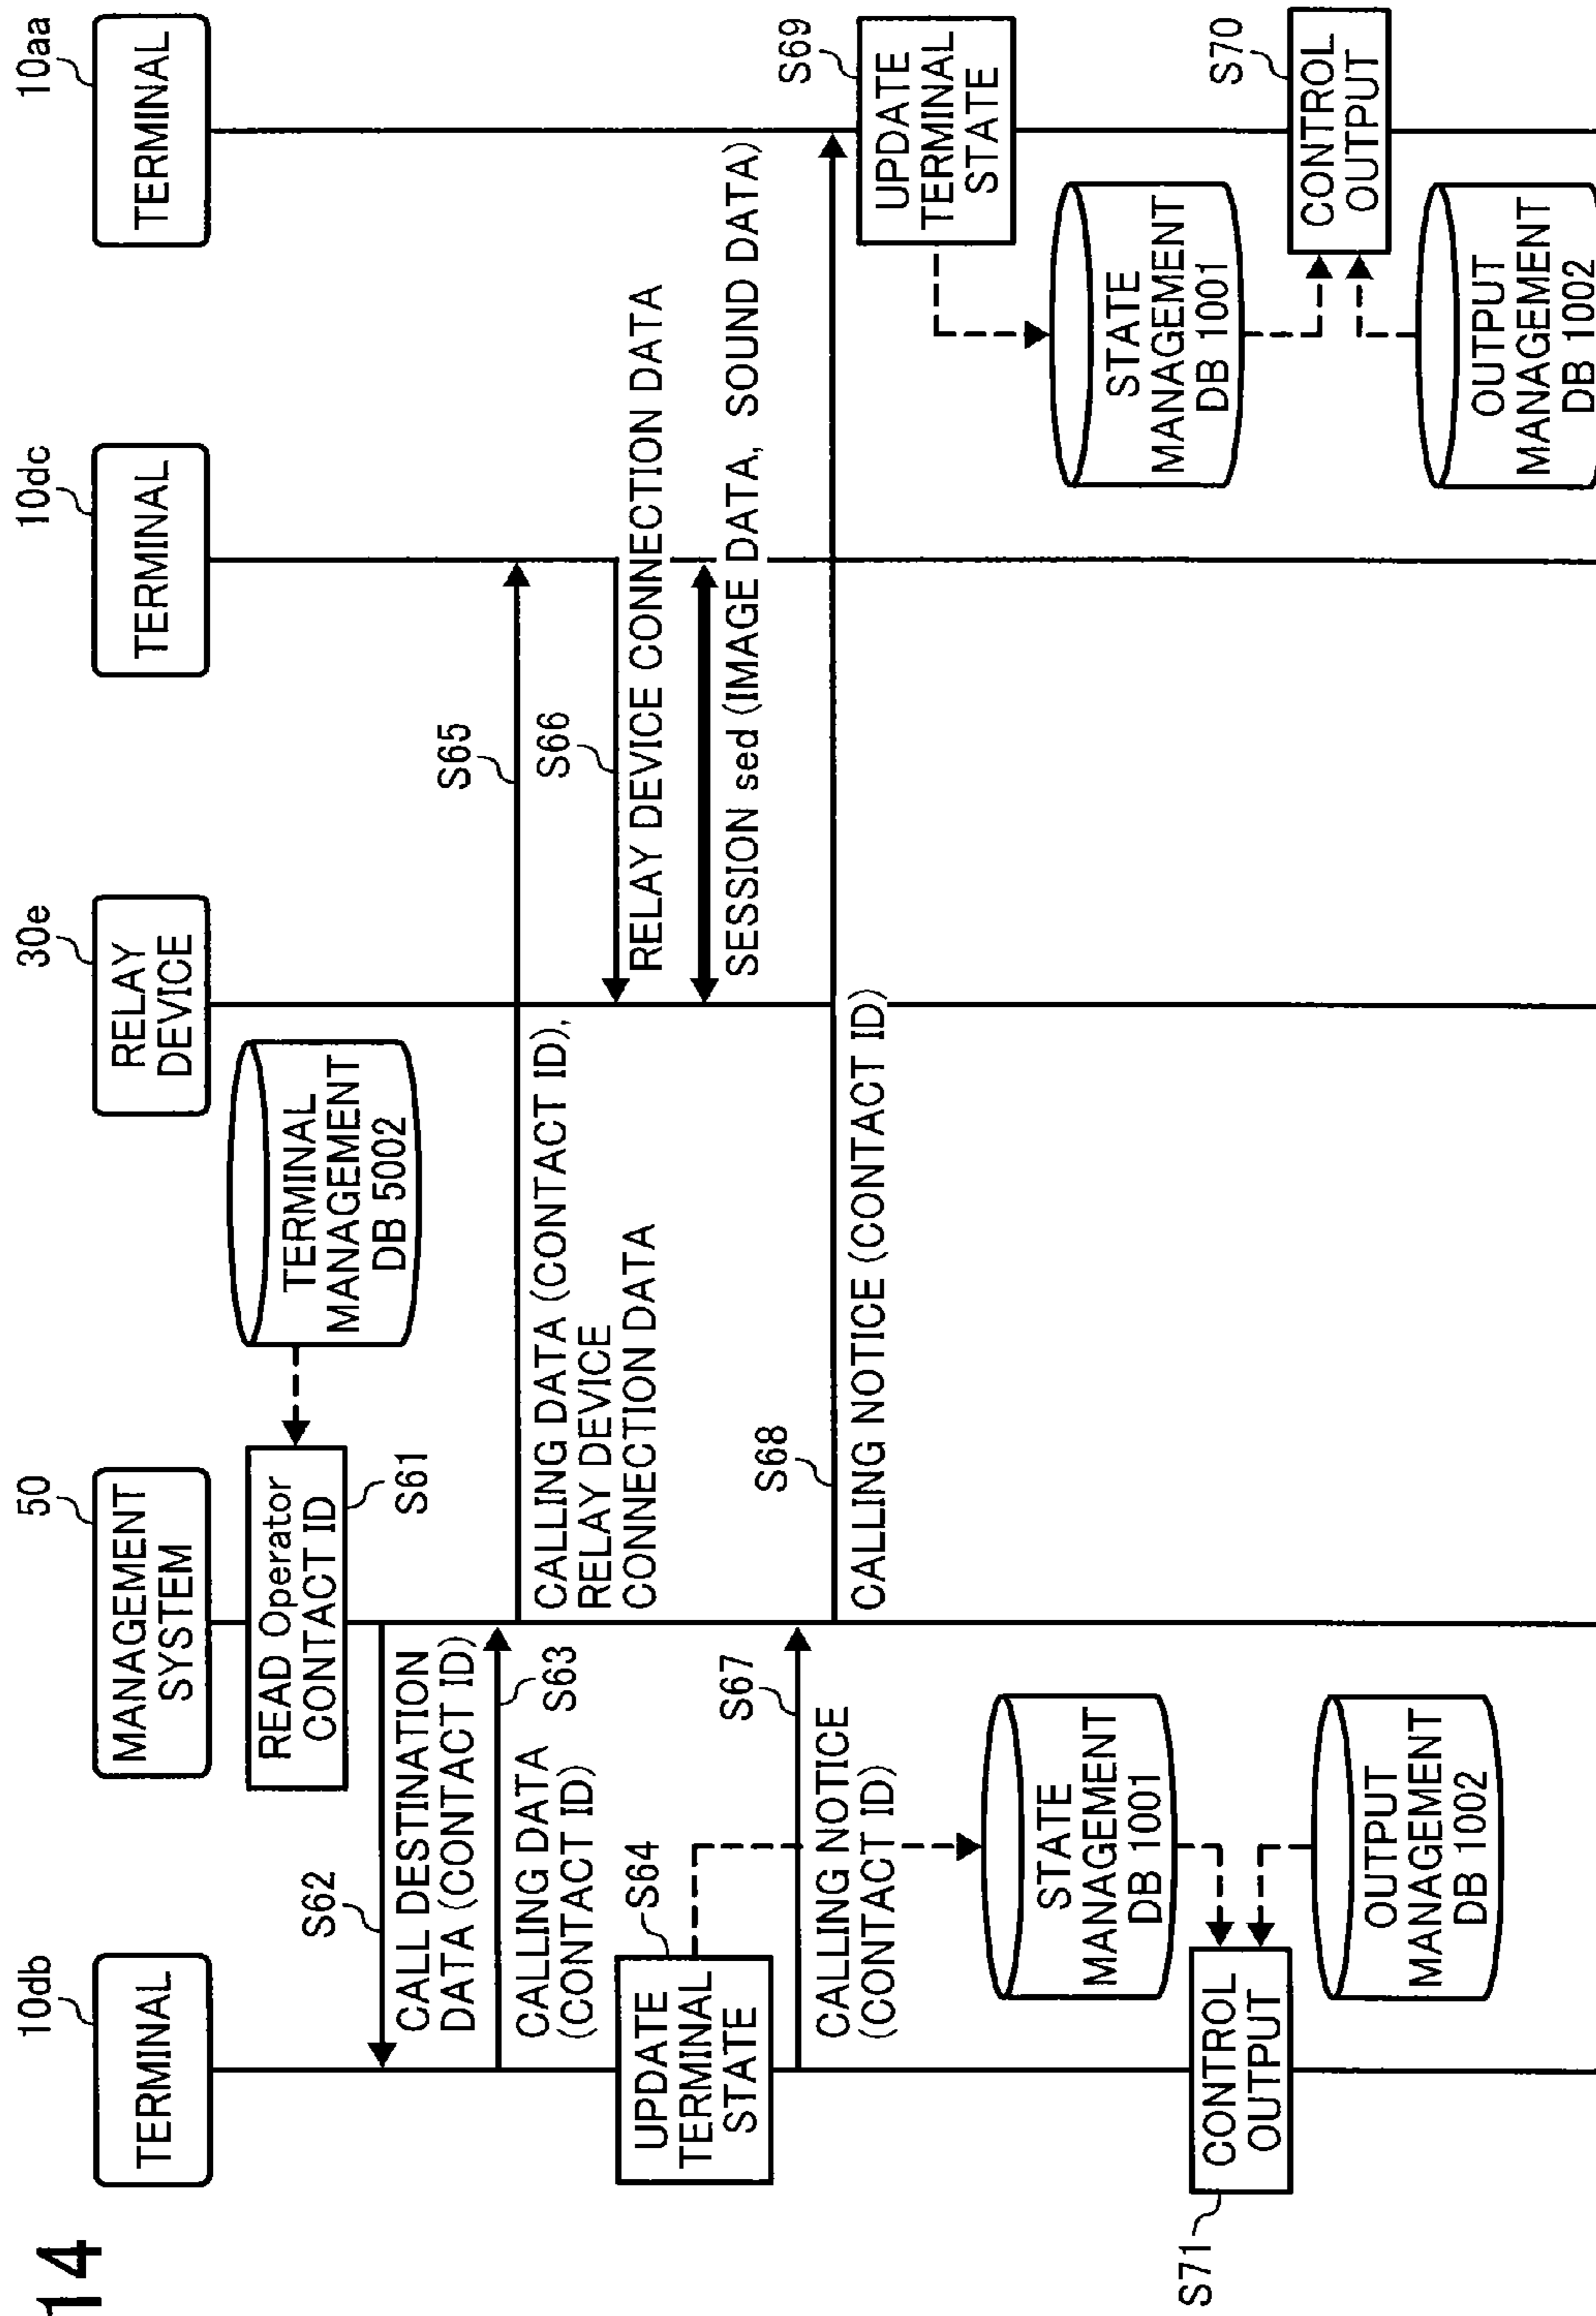 14
10db
TERMINAL
50
MANAGEMENT
SYSTEM
30e
RELAY
DEVICE
10dc
TERMINAL
10aa
TERMINAL
READ Operator
CONTACT ID
S61
TERMINAL
MANAGEMENT
DB 5002
S62
CALL DESTINATION
DATA (CONTACT ID)
S63
CALLING DATA
(CONTACT ID)
S64
UPDATE
TERMINAL
STATE
S65
CALLING DATA (CONTACT ID),
RELAY DEVICE
CONNECTION DATA
S66
RELAY DEVICE CONNECTION DATA
SESSION sed (IMAGE DATA, SOUND DATA)
S67
CALLING NOTICE
(CONTACT ID)
S68
CALLING NOTICE (CONTACT ID)
S69
UPDATE
TERMINAL
STATE
STATE
MANAGEMENT
DB 1001
S70
CONTROL
OUTPUT
OUTPUT
MANAGEMENT
DB 1002
STATE
MANAGEMENT
DB 1001
S71
CONTROL
OUTPUT
OUTPUT
MANAGEMENT
DB 1002